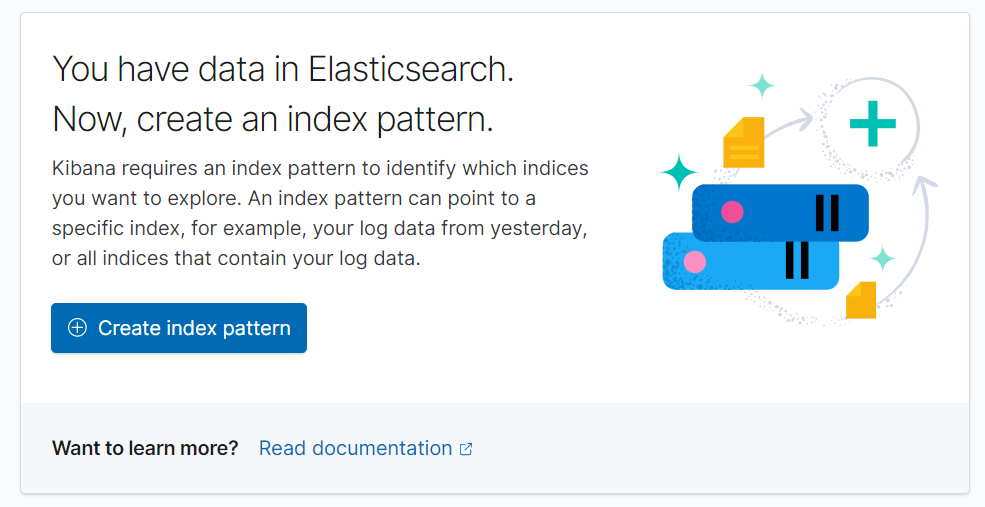 You have data in Elasticsearch.
Now, create an index pattern.
Kibana requires an index pattern to identify which indices
you want to explore. An index pattern can point to a
specific index, for example, your log data from yesterday,
or all indices that contain your log data.
Create index pattern
Want to learn more? Read documentation